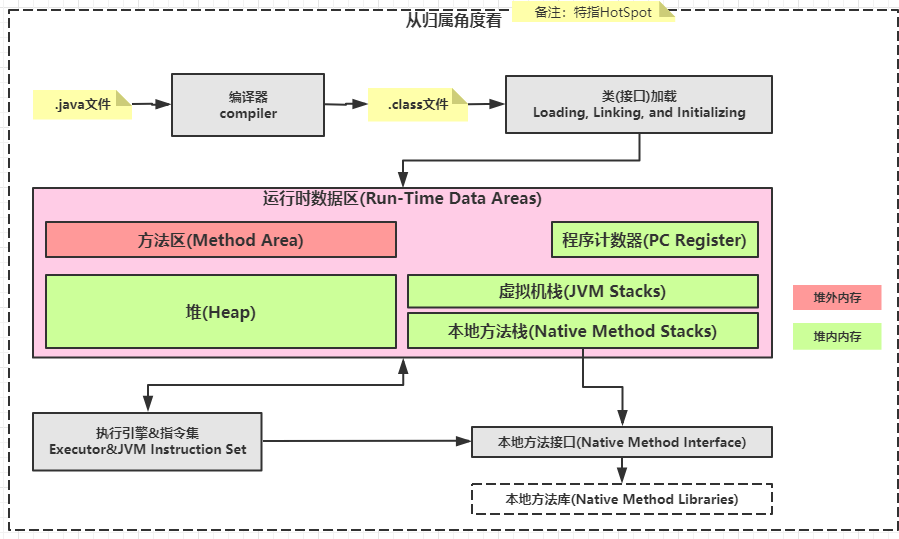 从归属角度看
备注：特指HotSpot
.java文件
编译器
compiler
.class文件
类(接口)加载
Loading, Linking, and Initializing
运行时数据区(Run-Time Data Areas)
方法区(Method Area)
程序计数器(PC Register)
堆(Heap)
虚拟机栈(JVM Stacks)
本地方法栈(Native Method Stacks)
堆外内存
堆内内存
执行引擎&指令集
Executor&JVM Instruction Set
本地方法接口(Native Method Interface)
本地方法库(Native Method Libraries)